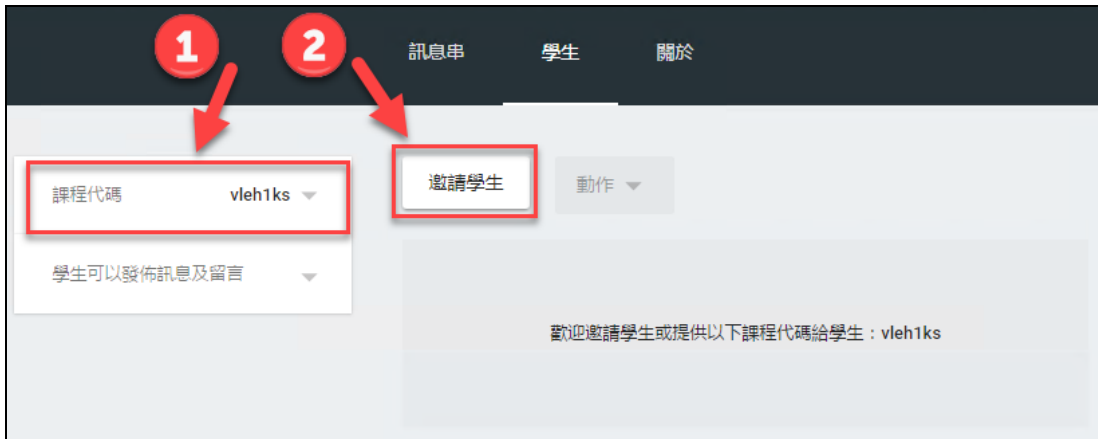 1
2
訊息串
學生
關於
課程代碼 vleh1ks
邀請學生
動作
學生可以發佈訊息及留言
歡迎邀請學生或提供以下課程代碼給學生：vleh1ks